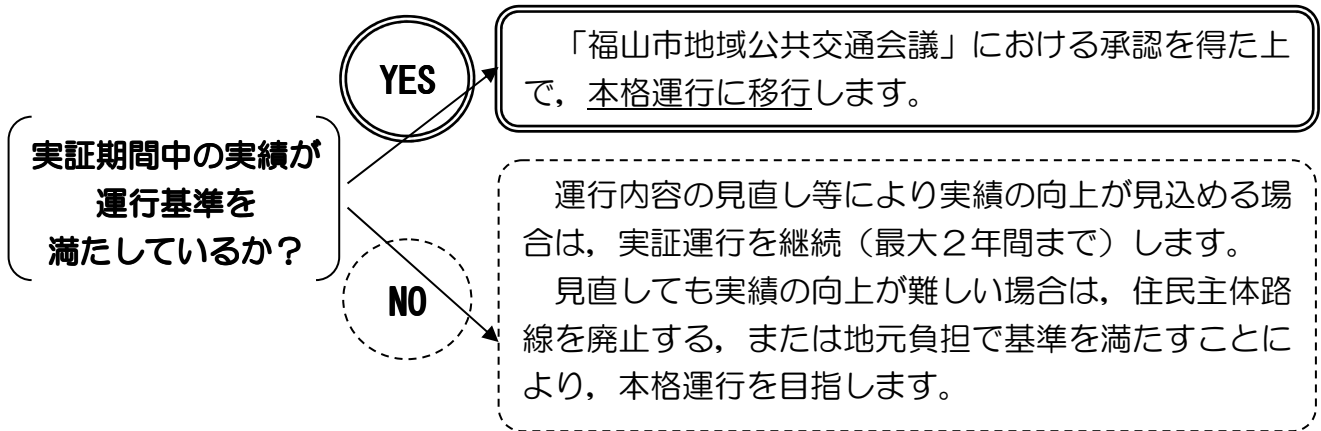 実証期間中の実績が
運行基準を
満たしているか？
YES
「福山市地域公共交通会議」における承認を得た上
で，本格運行に移行します。
NO
運行内容の見直し等により実績の向上が見込める場
合は，実証運行を継続（最大２年間まで）します。
見直しても実績の向上が難しい場合は，住民主体路
線を廃止する，または地元負担で基準を満たすことに
より，本格運行を目指します。